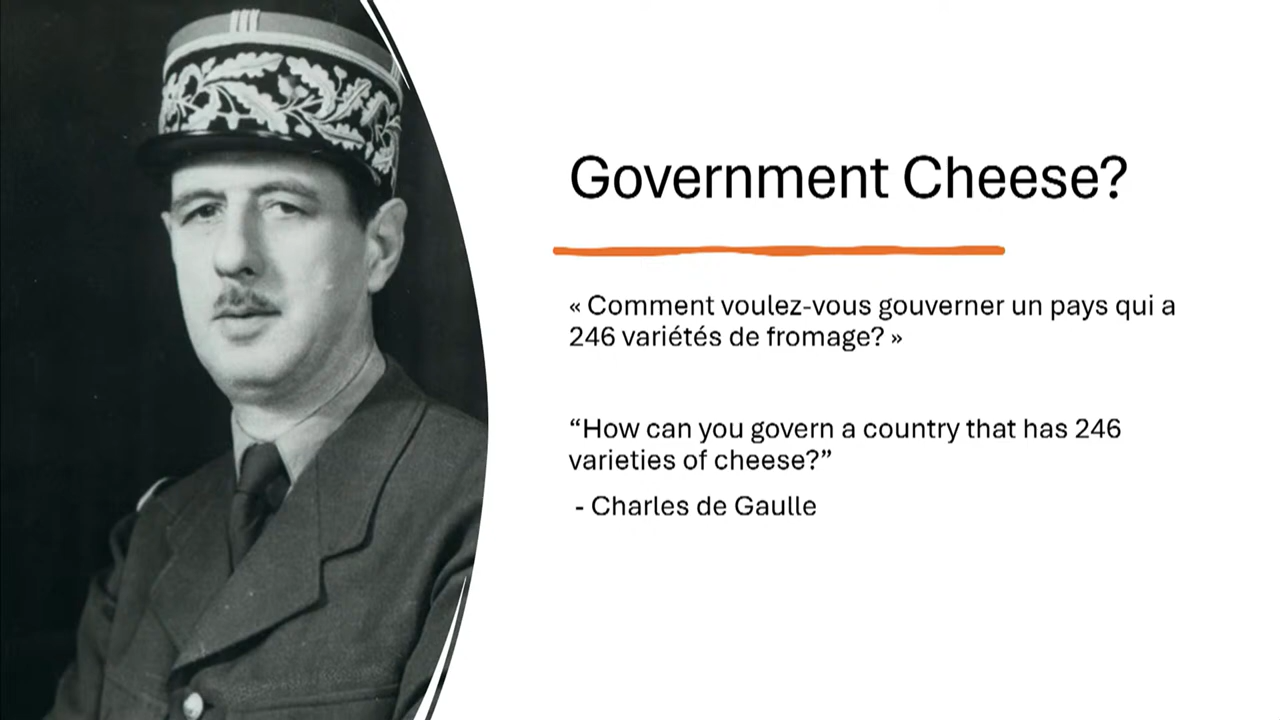 Government Cheese?
« Comment voulez-vous gouverner un pays qui a
246 variétés de fromage? »
“How can you govern a country that has 246
varieties of cheese?”
- Charles de Gaulle